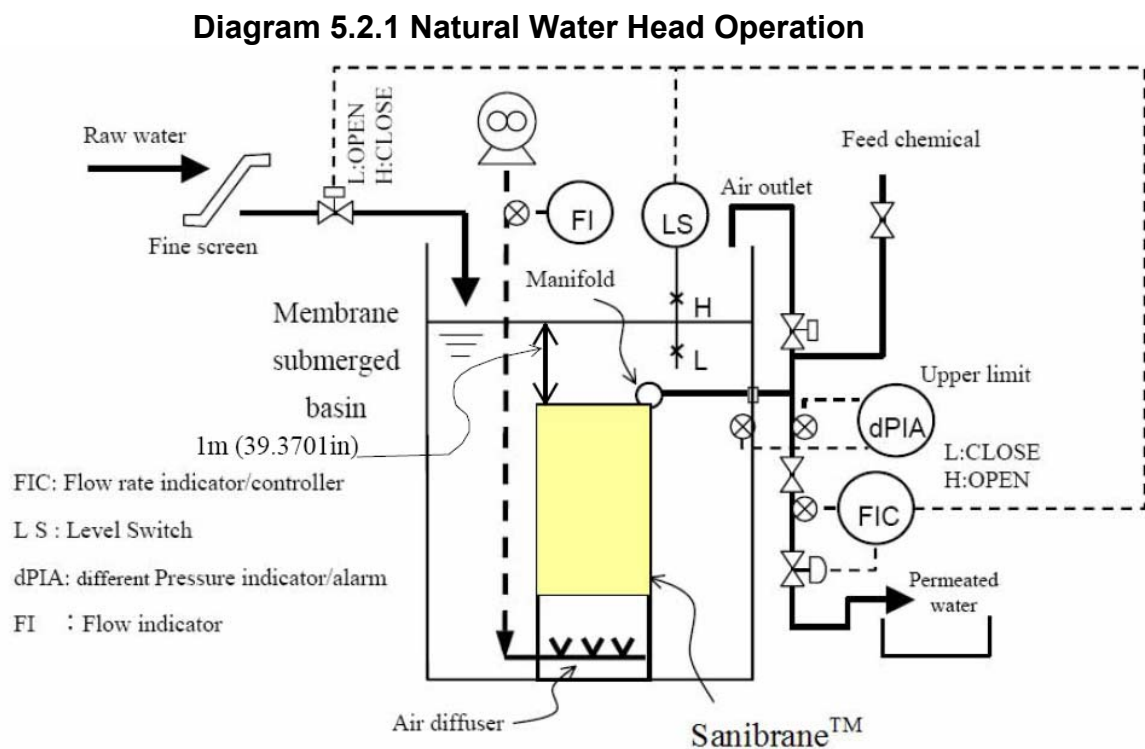 Diagram 5.2.1 Natural Water Head Operation
Raw water
L:OPEN
H:CLOSE
Feed chemical
Air outlet
FI
LS
Fine screen
Manifold
H
L
Membrane
submerged
basin
1m (39.3701in)
Upper limit
dPIA
L:CLOSE
H:OPEN
FIC
FIC: Flow rate indicator/controller
L S : Level Switch
dPIA: different Pressure indicator/alarm
FI : Flow indicator
Permeated
water
Air diffuser
Sanibrane™